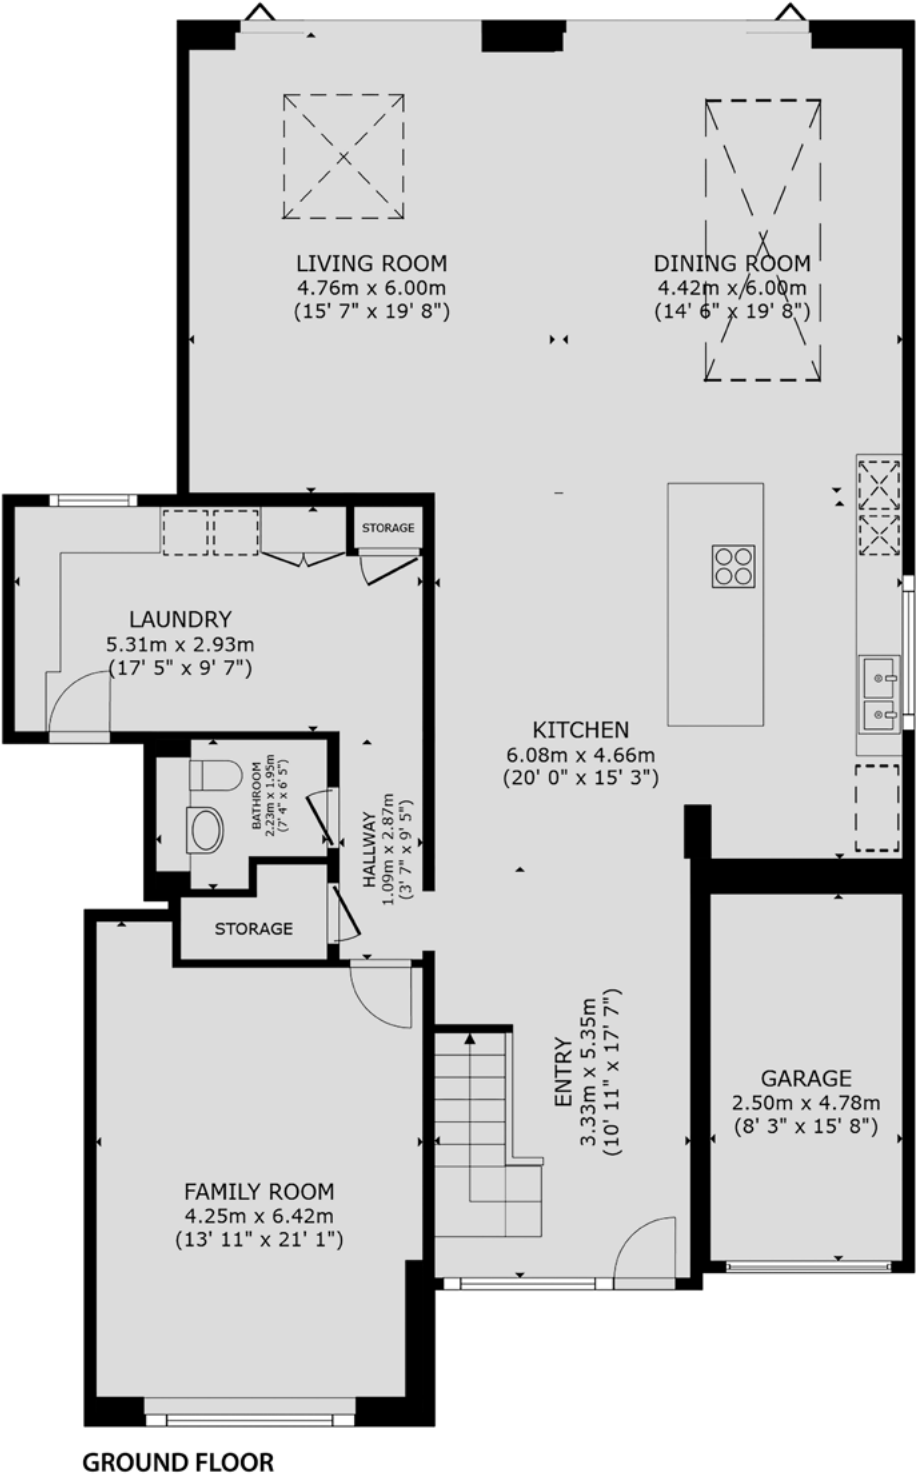 LIVING ROOM
4.76m x 6.00m
(15' 7" x 19' 8")
DINING ROOM
4.42m x 6.00m
(14' 6" x 19' 8")
STORAGE
LAUNDRY
5.31m x 2.93m
(17' 5" x 9' 7")
KITCHEN
6.08m x 4.66m
(20' 0" x 15' 3")
BATHROOM
2.23m x 1.95m
(7' 4" x 6' 5")
HALLWAY
1.09m x 2.87m
(3' 7" x 9' 5")
STORAGE
ENTRY
3.33m x 5.35m
(10' 11" x 17' 7")
GARAGE
2.50m x 4.78m
(8' 3" x 15' 8")
FAMILY ROOM
4.25m x 6.42m
(13' 11" x 21' 1")
GROUND FLOOR